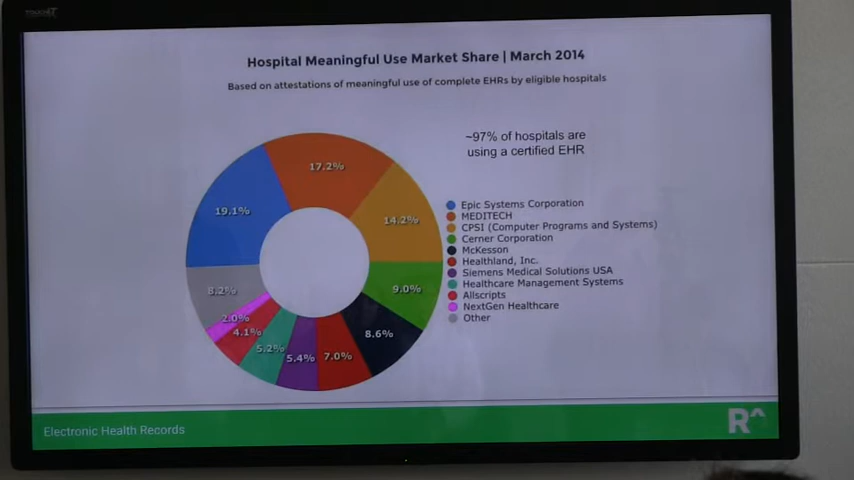 Hospital Meaningful Use Market Share | March 2014
Based on attestations of meaningful use of complete EHRs by eligible hospitals
~97% of hospitals are
using a certified EHR
17.2%
19.1%
14.2%
9.0%
8.2%
2.0%
4.1%
5.2%
5.4%
7.0%
8.6%
Epic Systems Corporation
MEDITECH
CPSI (Computer Programs and Systems)
Cerner Corporation
McKesson
Healthland, Inc.
Siemens Medical Solutions USA
Healthcare Management Systems
Allscripts
NextGen Healthcare
Other
Electronic Health Records
R^